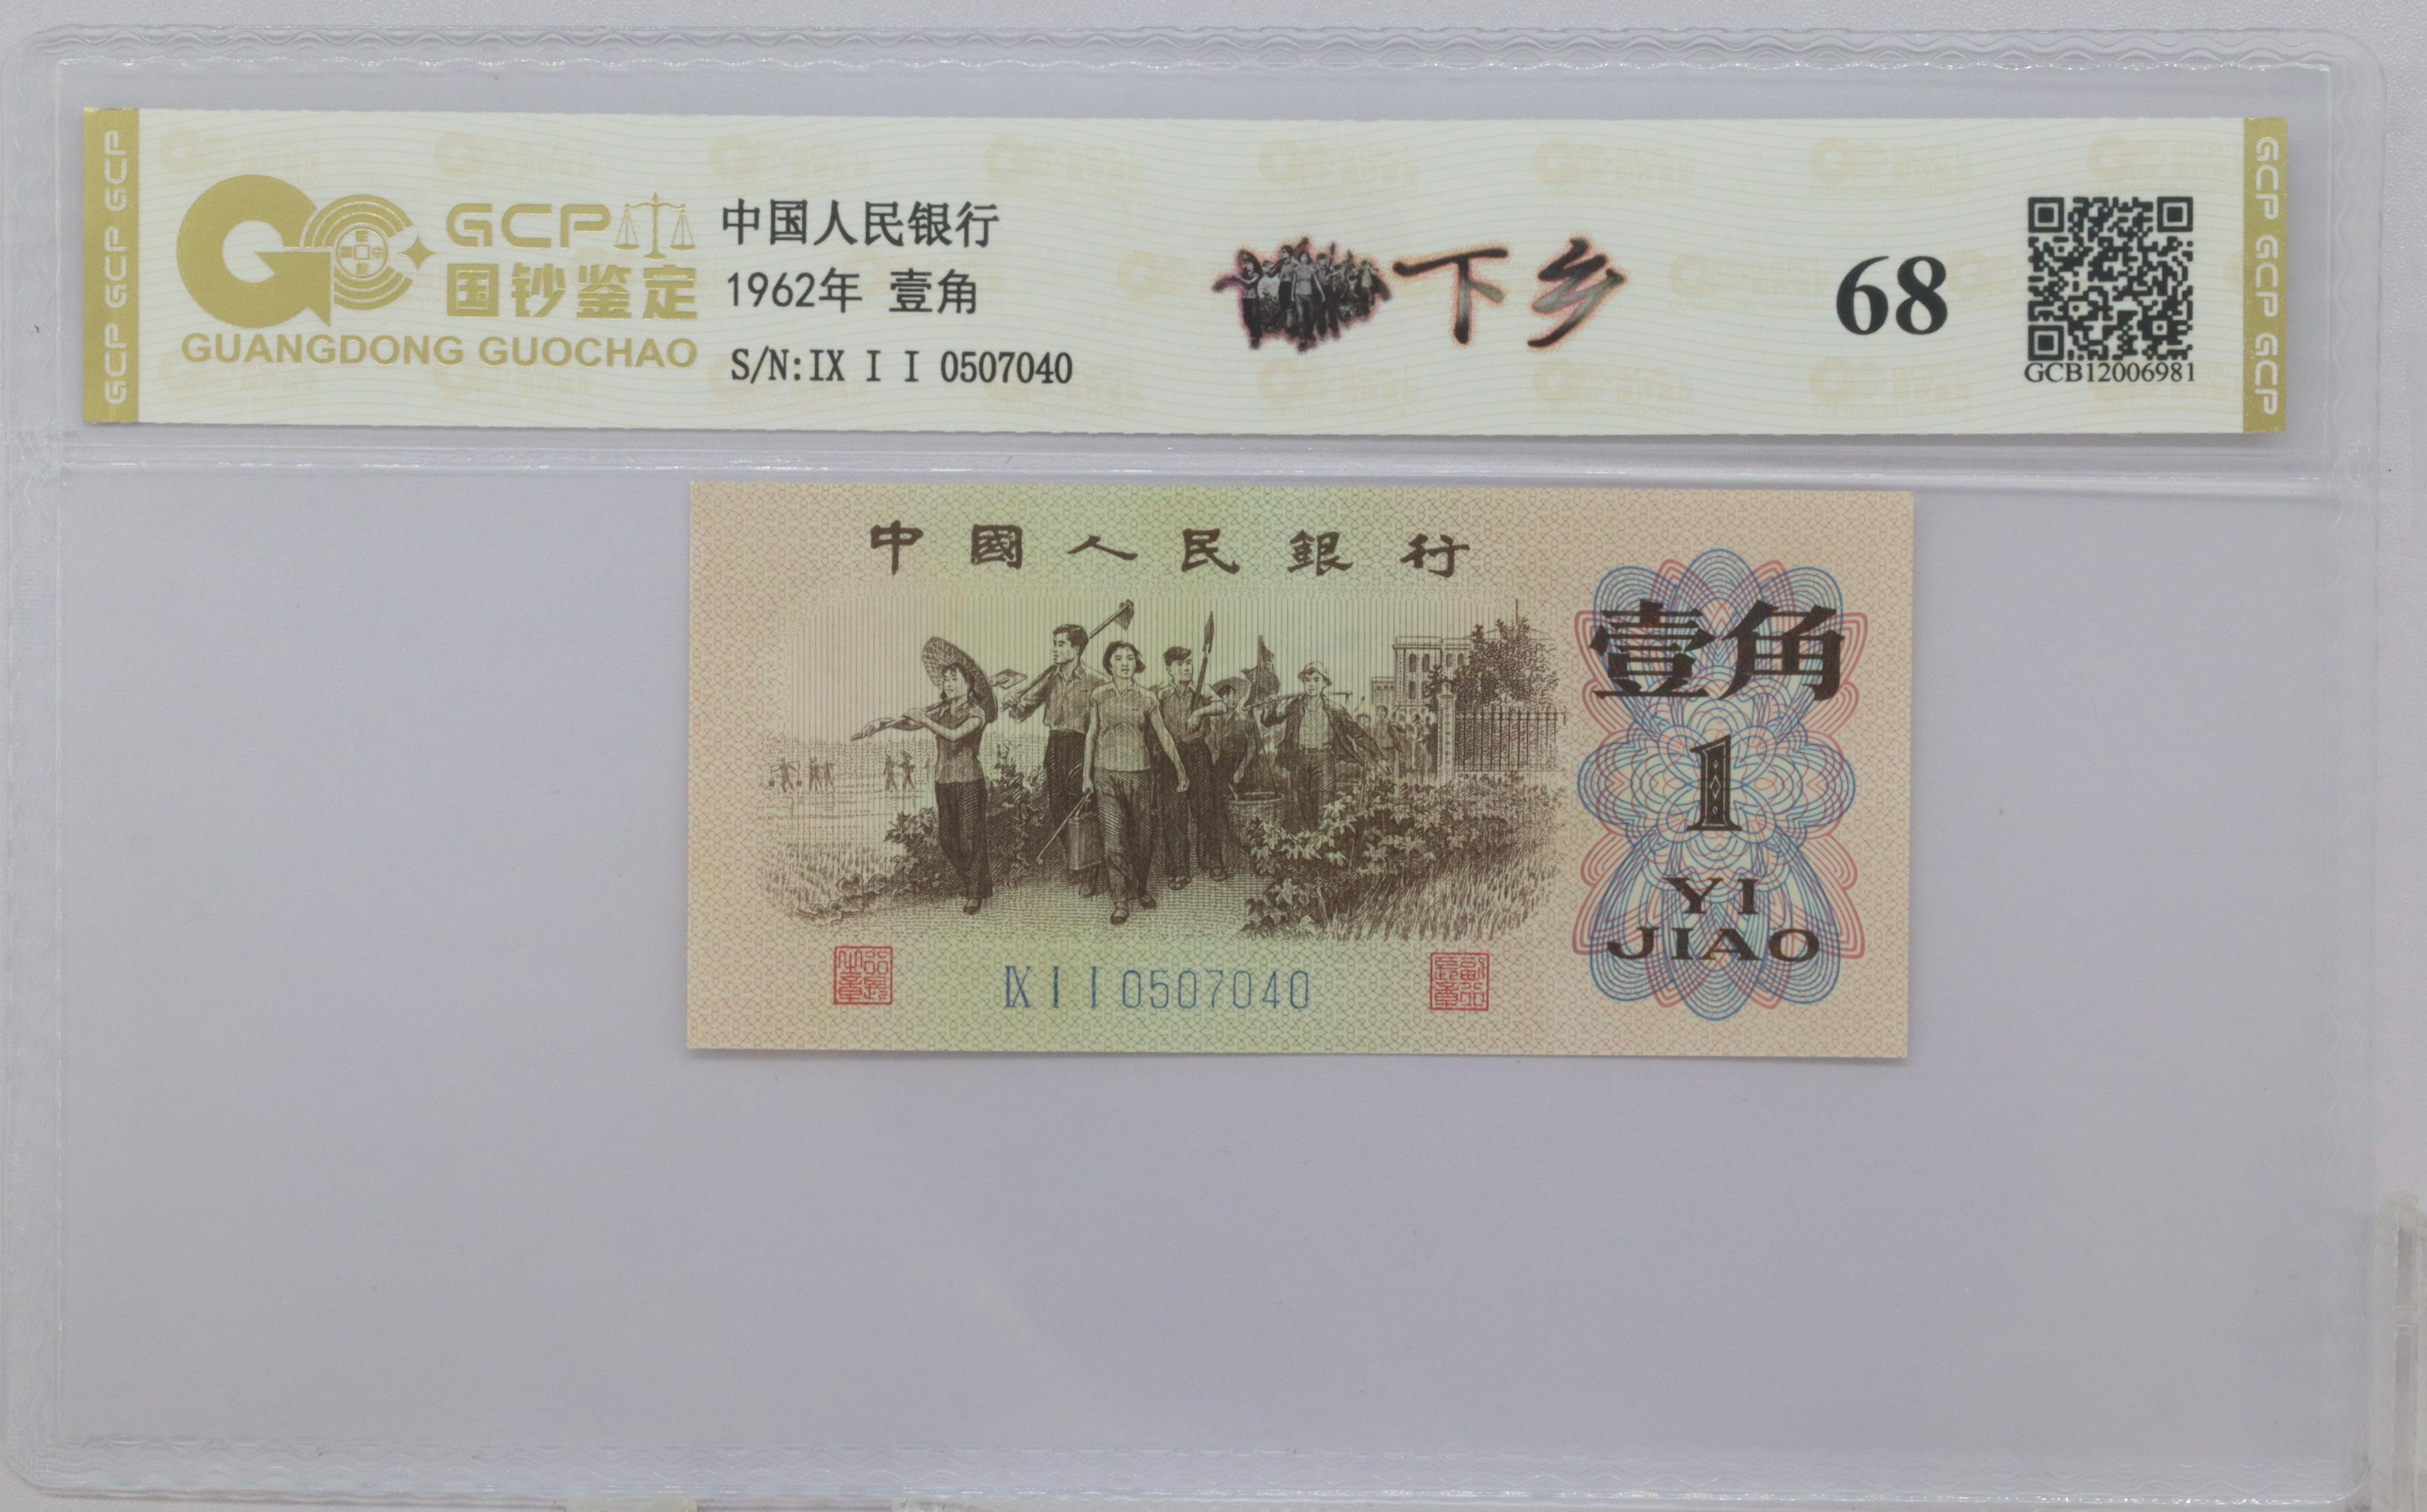 GCP GCP GCP
GCP
国钞鉴定
GUANGDONG GUOCHAO
中国人民银行
1962年 壹角
S/N:IX I I 0507040
下乡
68
GCB12006981
GCP GCP GCP
中國人民銀行
壹角
1
YI
JIAO
IX I I 0507040